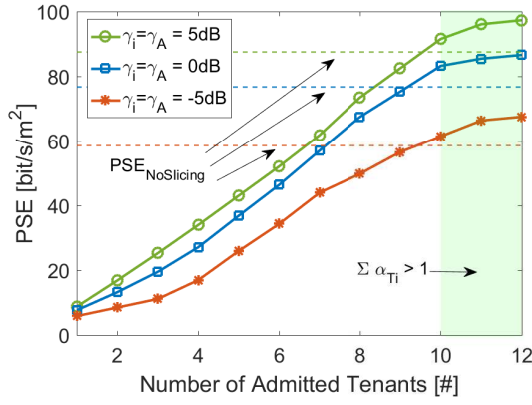 PSE [bit/s/m²]
100
80
60
40
20
0
γi=γA = 5dB
γi=γA = 0dB
γi=γA = -5dB
PSENoSlicing
Σ αTi > 1
2 4 6 8 10 12
Number of Admitted Tenants [#]